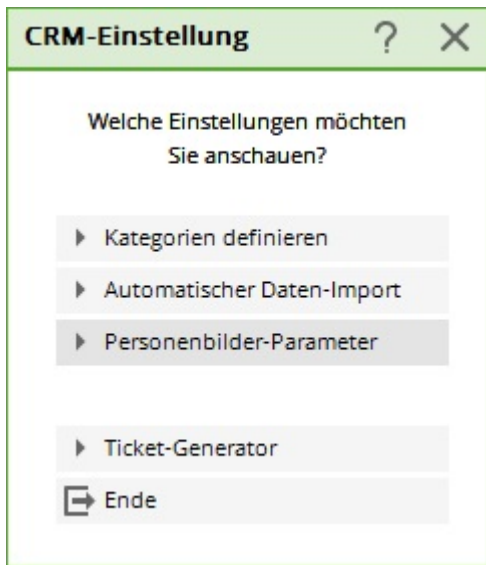 CRM-Einstellung
Welche Einstellungen möchten
Sie anschauen?
Kategorien definieren
Automatischer Daten-Import
Personenbilder-Parameter
Ticket-Generator
Ende